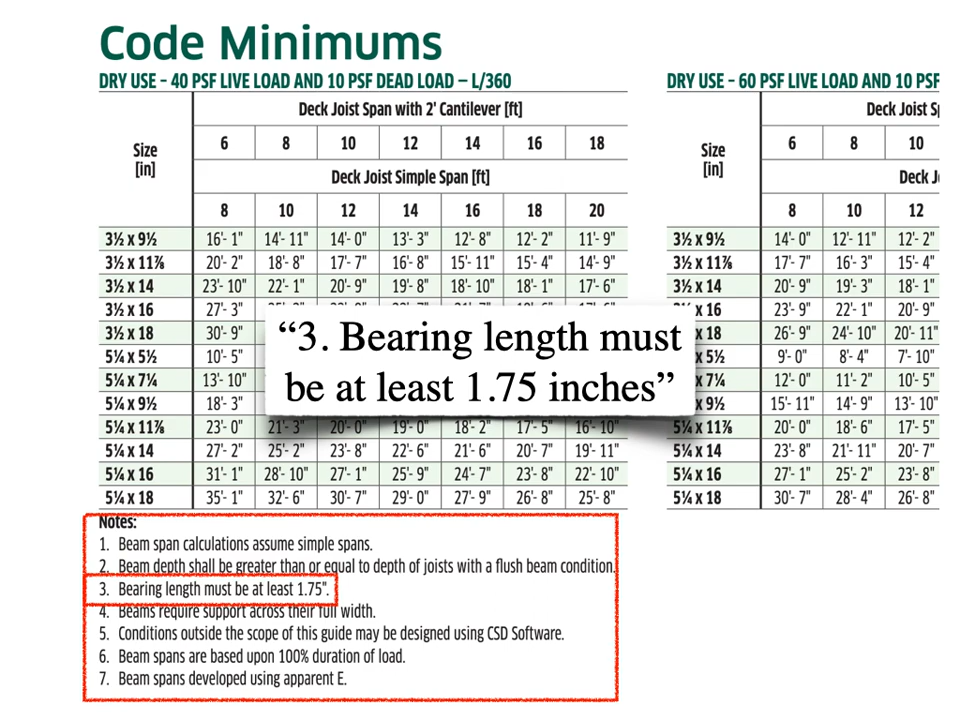 Code Minimums
DRY USE – 40 PSF LIVE LOAD AND 10 PSF DEAD LOAD – L/360
Size [in]
Deck Joist Span with 2' Cantilever [ft]
6 8 10 12 14 16 18
Deck Joist Simple Span [ft]
8 10 12 14 16 18 20
3½ x 9½ 16'- 1" 14'- 11" 14'- 0" 13'- 3" 12'- 8" 12'- 2" 11'- 9"
3½ x 11⅞ 20'- 2" 18'- 8" 17'- 7" 16'- 8" 15'- 11" 15'- 4" 14'- 9"
3½ x 14 23'- 10" 22'- 1" 20'- 9" 19'- 8" 18'- 10" 18'- 1" 17'- 6"
3½ x 16 27'- 3"
3½ x 18 30'- 9"
5¼ x 5½ 10'- 5"
5¼ x 7¼ 13'- 10"
5¼ x 9½ 18'- 3"
5¼ x 11⅞ 23'- 0" 21'- 3" 20'- 0" 19'- 0" 18'- 2" 17'- 5" 16'- 10"
5¼ x 14 27'- 2" 25'- 2" 23'- 8" 22'- 6" 21'- 6" 20'- 7" 19'- 11"
5¼ x 16 31'- 1" 28'- 10" 27'- 1" 25'- 9" 24'- 7" 23'- 8" 22'- 10"
5¼ x 18 35'- 1" 32'- 6" 30'- 7" 29'- 0" 27'- 9" 26'- 8" 25'- 8"
DRY USE – 60 PSF LIVE LOAD AND 10 PSF
Size [in]
Deck Joist
6 8 10
Deck
8 10 12
3½ x 9½ 14'- 0" 12'- 11" 12'- 2"
3½ x 11⅞ 17'- 7" 16'- 3" 15'- 4"
3½ x 14 20'- 9" 19'- 3" 18'- 1"
x 16 23'- 9" 22'- 1" 20'- 9"
x 18 26'- 9" 24'- 10" 20'- 11"
x 5½ 9'- 0" 8'- 4" 7'- 10"
x 7¼ 12'- 0" 11'- 2" 10'- 5"
x 9½ 15'- 11" 14'- 9" 13'- 10"
5¼ x 11⅞ 20'- 0" 18'- 6" 17'- 5"
5¼ x 14 23'- 8" 21'- 11" 20'- 7"
5¼ x 16 27'- 1" 25'- 2" 23'- 8"
5¼ x 18 30'- 7" 28'- 4" 26'- 8"
“3. Bearing length must
be at least 1.75 inches”
Notes:
1. Beam span calculations assume simple spans.
2. Beam depth shall be greater than or equal to depth of joists with a flush beam condition.
3. Bearing length must be at least 1.75".
4. Beams require support across their full width.
5. Conditions outside the scope of this guide may be designed using CSD Software.
6. Beam spans are based upon 100% duration of load.
7. Beam spans developed using apparent E.